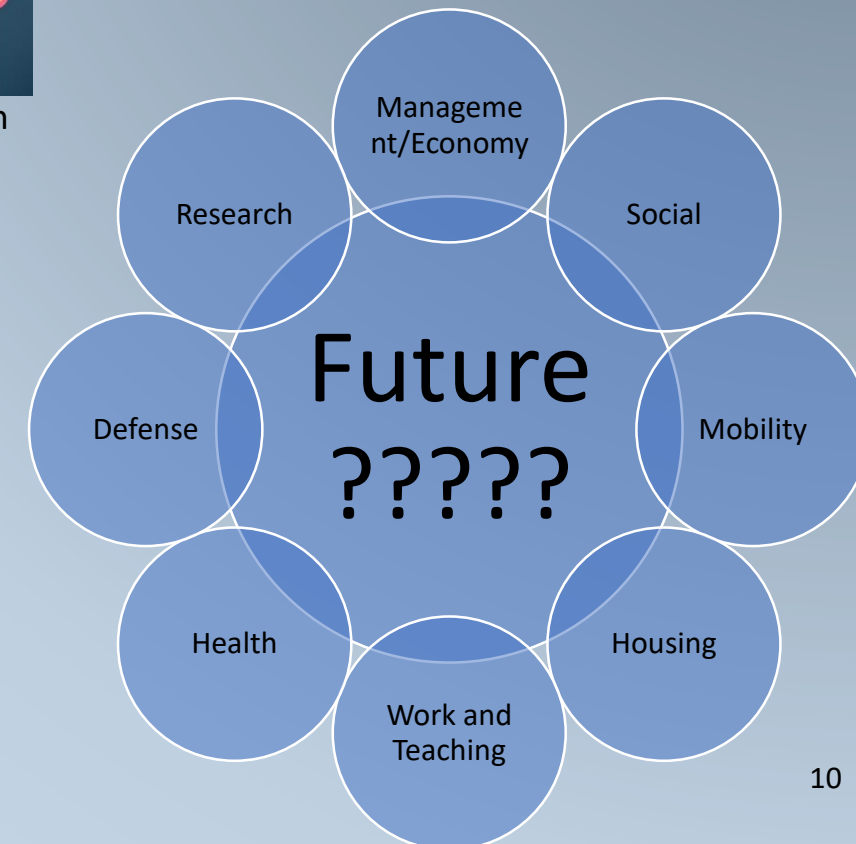 n
Manageme
nt/Economy
Research
Social
Future
?????
Defense
Mobility
Health
Housing
Work and
Teaching
10